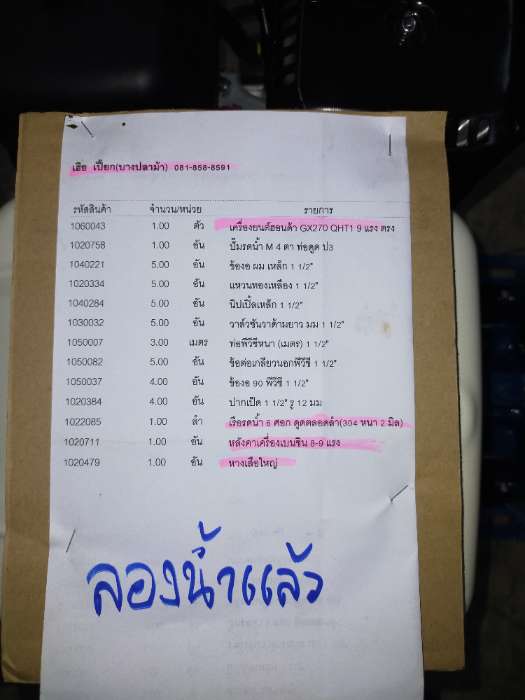 เฮีย เปี๊ยก(บางปลาม้า) 081-858-8591
รหัสสินค้า จำนวน/หน่วย รายการ
1060043 1.00 ตัว เครื่องยนต์ฮอนด้า GX270 QHT1 9 แรง ตรง
1020758 1.00 อัน ปั๊มรดน้ำ M 4 ตา ท่อดูด ป3
1040221 5.00 อัน ข้องอ ผม เหล็ก 1 1/2"
1020334 5.00 อัน แหวนทองเหลือง 1 1/2"
1040284 5.00 อัน นิปเปิ้ลเหล็ก 1 1/2"
1030032 5.00 อัน วาล์วซันวาด้ามยาว มม 1 1/2"
1050007 3.00 เมตร ท่อพีวีซีหนา (เมตร) 1 1/2"
1050082 5.00 อัน ข้อต่อเกลียวนอกพีวีซี 1 1/2"
1050037 4.00 อัน ข้องอ 90 พีวีซี 1 1/2"
1020384 4.00 อัน ปากเป็ด 1 1/2" รู 12 มม
1022085 1.00 ลำ เรือรดน้ำ 6 ศอก ดูดตลอดลำ(304 หนา 2 มิล)
1020711 1.00 อัน หลังคาเครื่องเบนซิน 8-9 แรง
1020479 1.00 อัน หางเสือใหญ่
ลองน้ำแล้ว